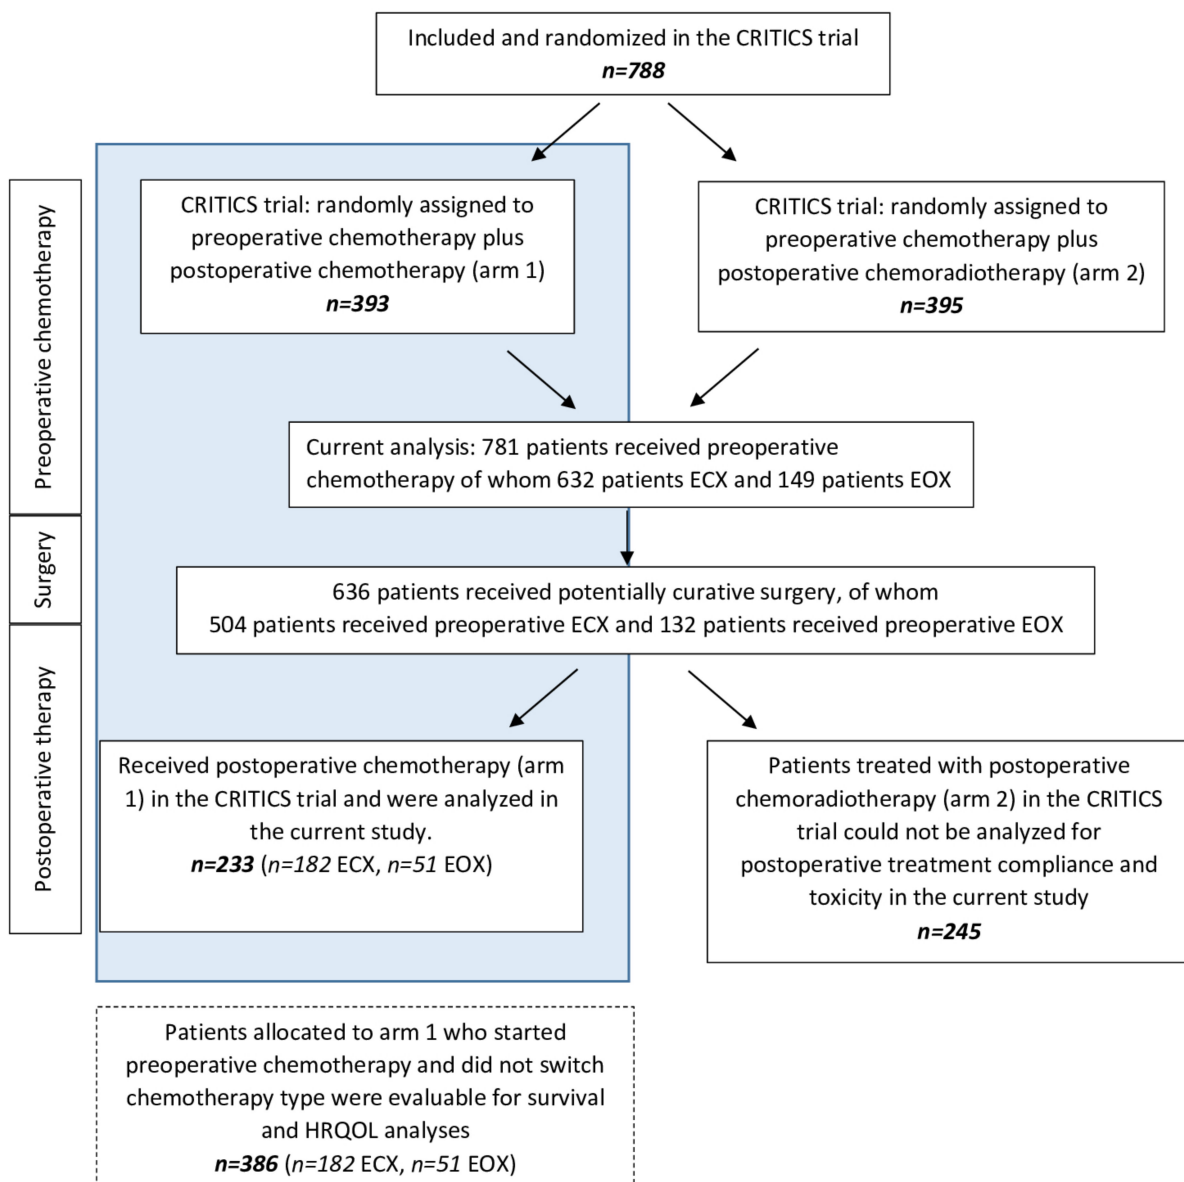 Included and randomized in the CRITICS trial
n=788
Preoperative chemotherapy
CRITICS trial: randomly assigned to
preoperative chemotherapy plus
postoperative chemotherapy (arm 1)
n=393
CRITICS trial: randomly assigned to
preoperative chemotherapy plus
postoperative chemoradiotherapy (arm 2)
n=395
Current analysis: 781 patients received preoperative
chemotherapy of whom 632 patients ECX and 149 patients EOX
Surgery
636 patients received potentially curative surgery, of whom
504 patients received preoperative ECX and 132 patients received preoperative EOX
Postoperative therapy
Received postoperative chemotherapy (arm
1) in the CRITICS trial and were analyzed in
the current study.
n=233 (n=182 ECX, n=51 EOX)
Patients treated with postoperative
chemoradiotherapy (arm 2) in the CRITICS
trial could not be analyzed for
postoperative treatment compliance and
toxicity in the current study
n=245
Patients allocated to arm 1 who started
preoperative chemotherapy and did not switch
chemotherapy type were evaluable for survival
and HRQOL analyses
n=386 (n=182 ECX, n=51 EOX)